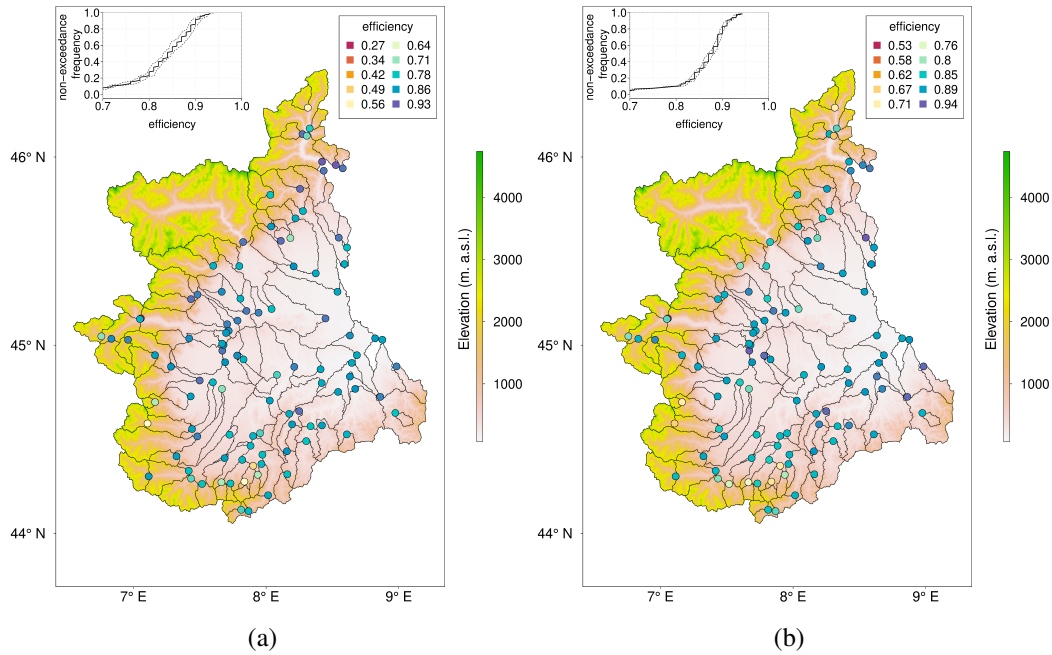 non-exceedance
frequency
1.0
0.8
0.6
0.4
0.2
0.0
0.7 0.8 0.9 1.0
efficiency
efficiency
0.27 0.64
0.34 0.71
0.42 0.78
0.49 0.86
0.56 0.93
46° N
45° N
44° N
7° E 8° E 9° E
Elevation (m. a.s.l.)
4000
3000
2000
1000
(a)
non-exceedance
frequency
1.0
0.8
0.6
0.4
0.2
0.0
0.7 0.8 0.9 1.0
efficiency
efficiency
0.53 0.76
0.58 0.8
0.62 0.85
0.67 0.89
0.71 0.94
46° N
45° N
44° N
7° E 8° E 9° E
Elevation (m. a.s.l.)
4000
3000
2000
1000
(b)